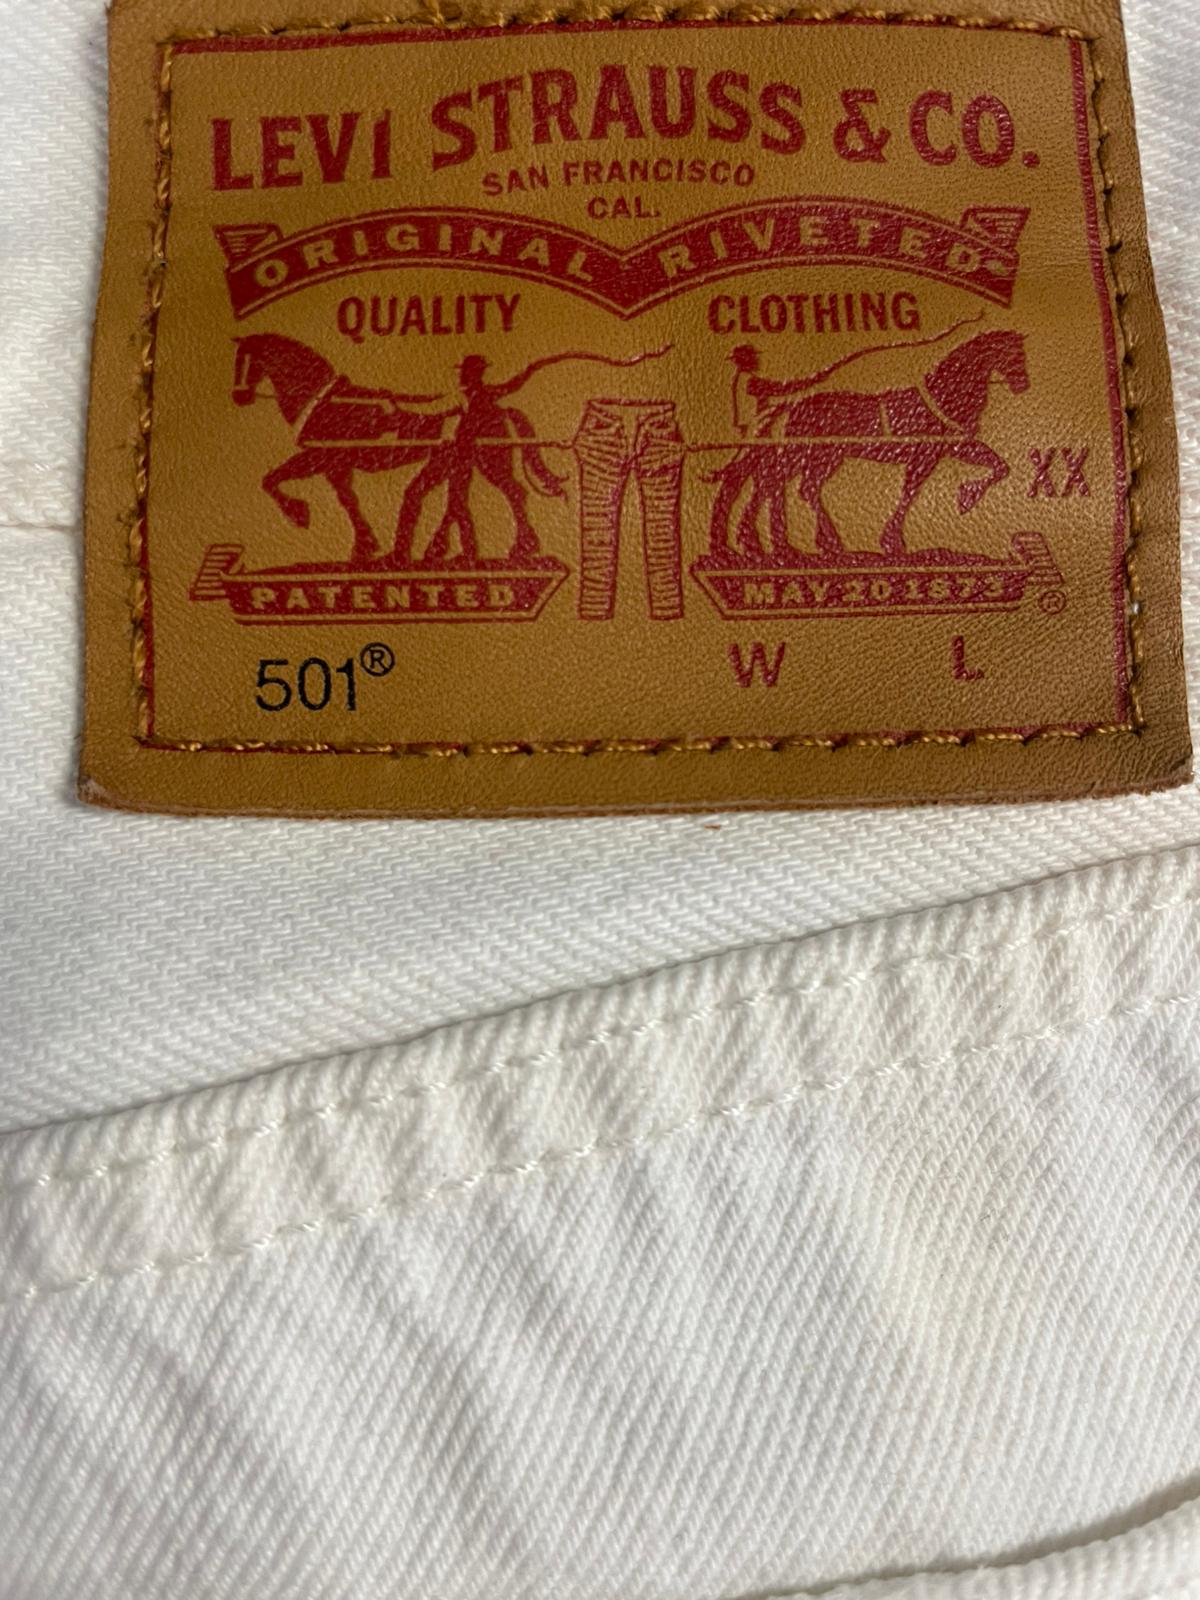 LEVI STRAUSS & CO.
SAN FRANCISCO
CAL.
ORIGINAL RIVETED
QUALITY CLOTHING
XX
PATENTED MAY 20 1873 ®
501® W L